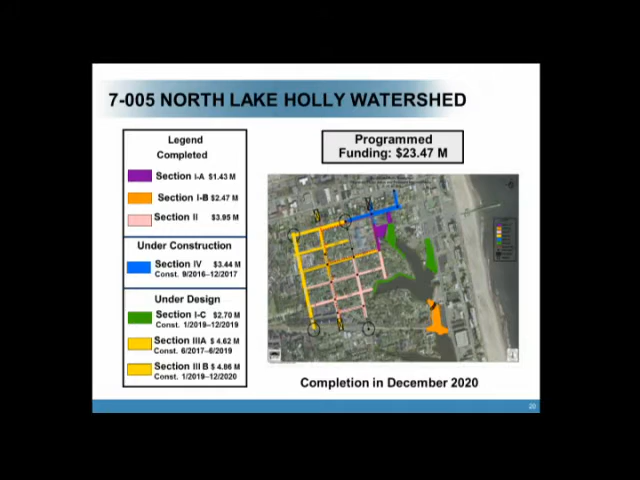 7-005 NORTH LAKE HOLLY WATERSHED
Legend
Completed
Section I-A $1.43 M
Section I-B $2.47 M
Section II $3.95 M
Under Construction
Section IV $3.44 M
Const. 9/2016–12/2017
Under Design
Section I-C $2.70 M
Const. 1/2019–12/2019
Section IIIA $ 4.62 M
Const. 6/2017–6/2019
Section III B $ 4.86 M
Const. 1/2019–12/2020
Programmed
Funding: $23.47 M
Completion in December 2020
20